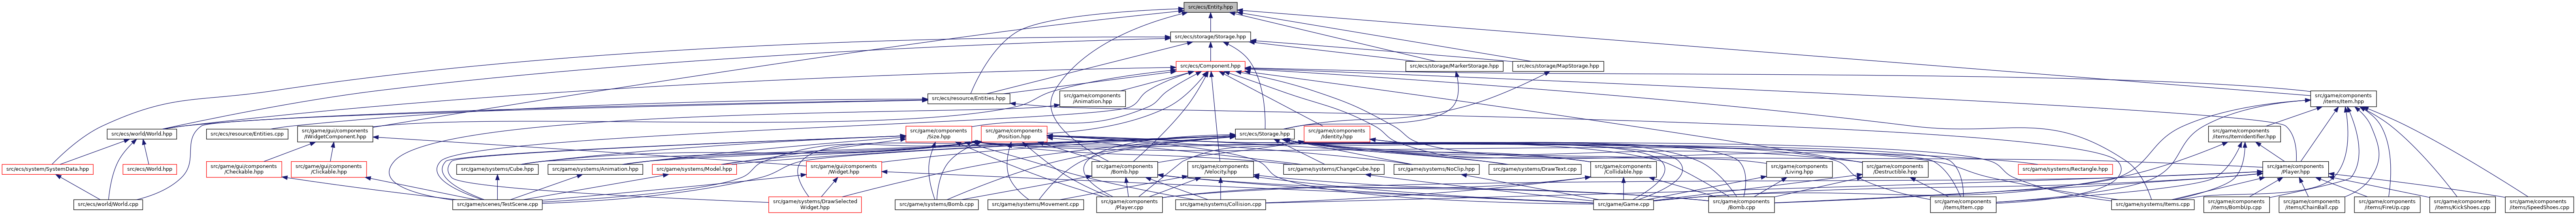 src/ecs/Entity.hpp
src/ecs/storage/Storage.hpp
src/ecs/Component.hpp
src/ecs/storage/MarkerStorage.hpp
src/ecs/storage/MapStorage.hpp
src/ecs/resource/Entities.hpp
src/game/components
/Animation.hpp
src/game/components
/items/Item.hpp
src/ecs/world/World.hpp
src/ecs/resource/Entities.cpp
src/game/gui/components
/IWidgetComponent.hpp
src/game/components
/Size.hpp
src/game/components
/Position.hpp
src/ecs/Storage.hpp
src/game/components
/Identity.hpp
src/game/components
/items/ItemIdentifier.hpp
src/ecs/system/SystemData.hpp
src/ecs/World.hpp
src/game/gui/components
/Checkable.hpp
src/game/gui/components
/Clickable.hpp
src/game/systems/Cube.hpp
src/game/systems/Animation.hpp
src/game/systems/Model.hpp
src/game/gui/components
/Widget.hpp
src/game/components
/Bomb.hpp
src/game/components
/Velocity.hpp
src/game/systems/ChangeCube.hpp
src/game/systems/NoClip.hpp
src/game/systems/DrawText.cpp
src/game/components
/Collidable.hpp
src/game/components
/Living.hpp
src/game/components
/Destructible.hpp
src/game/systems/Rectangle.hpp
src/game/components
/Player.hpp
src/ecs/world/World.cpp
src/game/scenes/TestScene.cpp
src/game/systems/DrawSelected
Widget.hpp
src/game/systems/Bomb.cpp
src/game/systems/Movement.cpp
src/game/components
/Player.cpp
src/game/systems/Collision.cpp
src/game/Game.cpp
src/game/components
/Bomb.cpp
src/game/components
/items/Item.cpp
src/game/systems/Items.cpp
src/game/components
/items/BombUp.cpp
src/game/components
/items/ChainBall.cpp
src/game/components
/items/FireUp.cpp
src/game/components
/items/KickShoes.cpp
src/game/components
/items/SpeedShoes.cpp